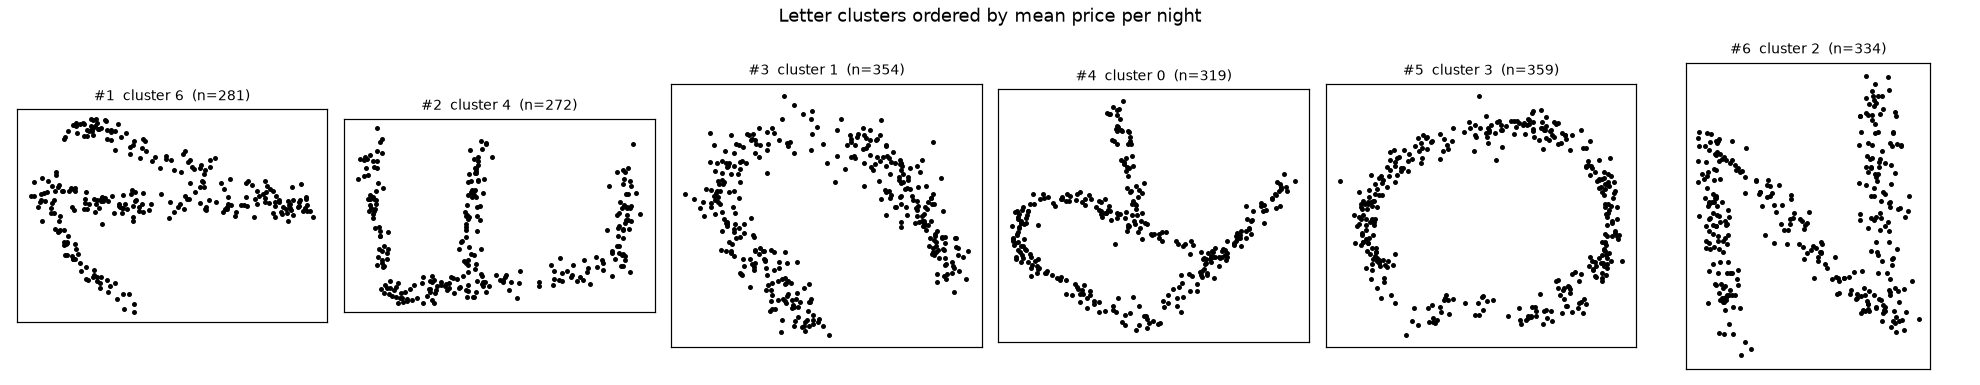 Letter clusters ordered by mean price per night
#1 cluster 6 (n=281)
#2 cluster 4 (n=272)
#3 cluster 1 (n=354)
#4 cluster 0 (n=319)
#5 cluster 3 (n=359)
#6 cluster 2 (n=334)